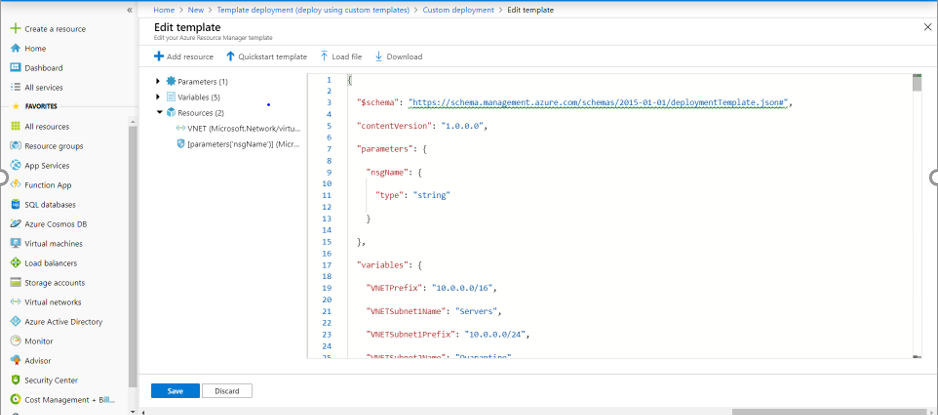 «
Create a resource
Home
Dashboard
All services
FAVORITES
All resources
Resource groups
App Services
Function App
SQL databases
Azure Cosmos DB
Virtual machines
Load balancers
Storage accounts
Virtual networks
Azure Active Directory
Monitor
Advisor
Security Center
Cost Management + Bill...
Home > New > Template deployment (deploy using custom templates) > Custom deployment > Edit template
Edit template
Edit your Azure Resource Manager template
Add resource Quickstart template Load file Download
Parameters (1)
Variables (5)
Resources (2)
VNET (Microsoft.Network/virtu...
[parameters('nsgName')] (Micr...
1 {
2
3 "$schema": "https://schema.management.azure.com/schemas/2015-01-01/deploymentTemplate.json#",
4
5 "contentVersion": "1.0.0.0",
6
7 "parameters": {
8
9 "nsgName": {
10
11 "type": "string"
12
13 }
14
15 },
16
17 "variables": {
18
19 "VNETPrefix": "10.0.0.0/16",
20
21 "VNETSubnet1Name": "Servers",
22
23 "VNETSubnet1Prefix": "10.0.0.0/24",
24
25 "VNETSubnet2Name": "Quarantine",
Save Discard